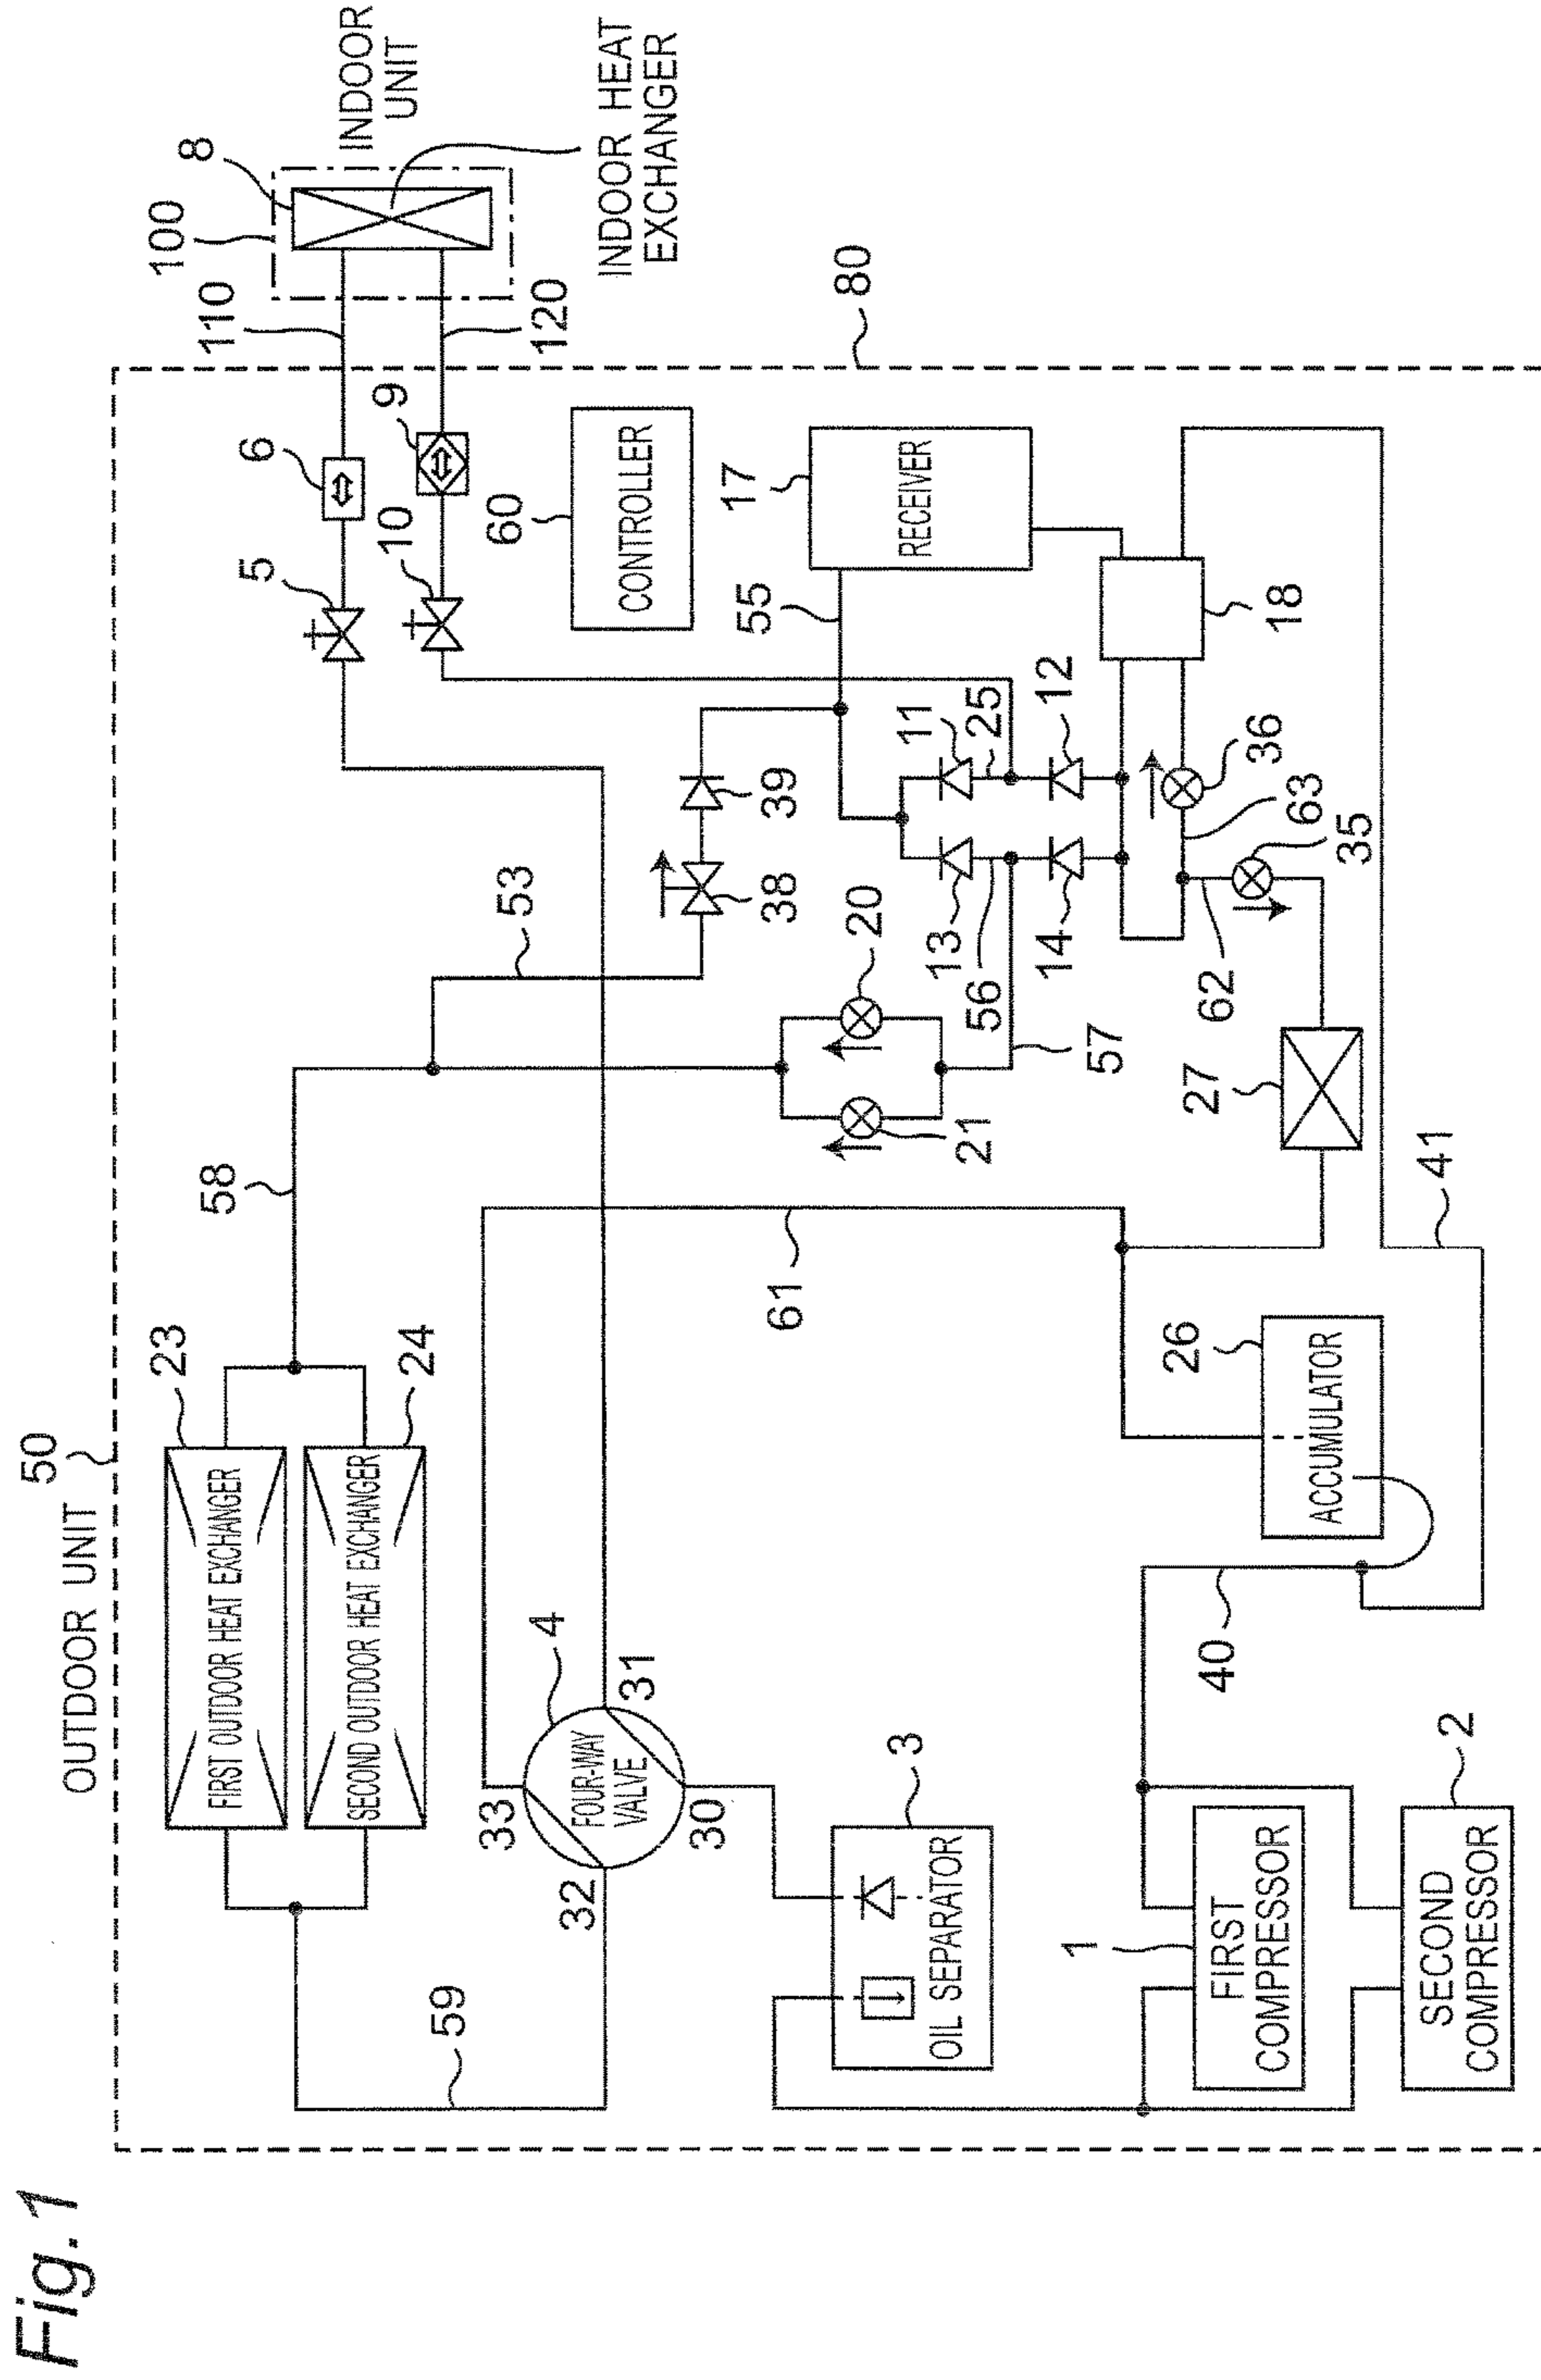 Fig.1
OUTDOOR UNIT
50
23
FIRST OUTDOOR HEAT EXCHANGER
SECOND OUTDOOR HEAT EXCHANGER
24
58
59
53
100
8
INDOOR
UNIT
INDOOR HEAT
EXCHANGER
110
120
80
6
9
5
10
60
CONTROLLER
4
FOUR-WAY
VALVE
33
31
32
30
38
39
55
17
RECEIVER
20
21
11
25
12
13
56
14
57
18
36
63
35
62
27
61
41
3
OIL SEPARATOR
26
ACCUMULATOR
40
1
FIRST
COMPRESSOR
2
SECOND
COMPRESSOR